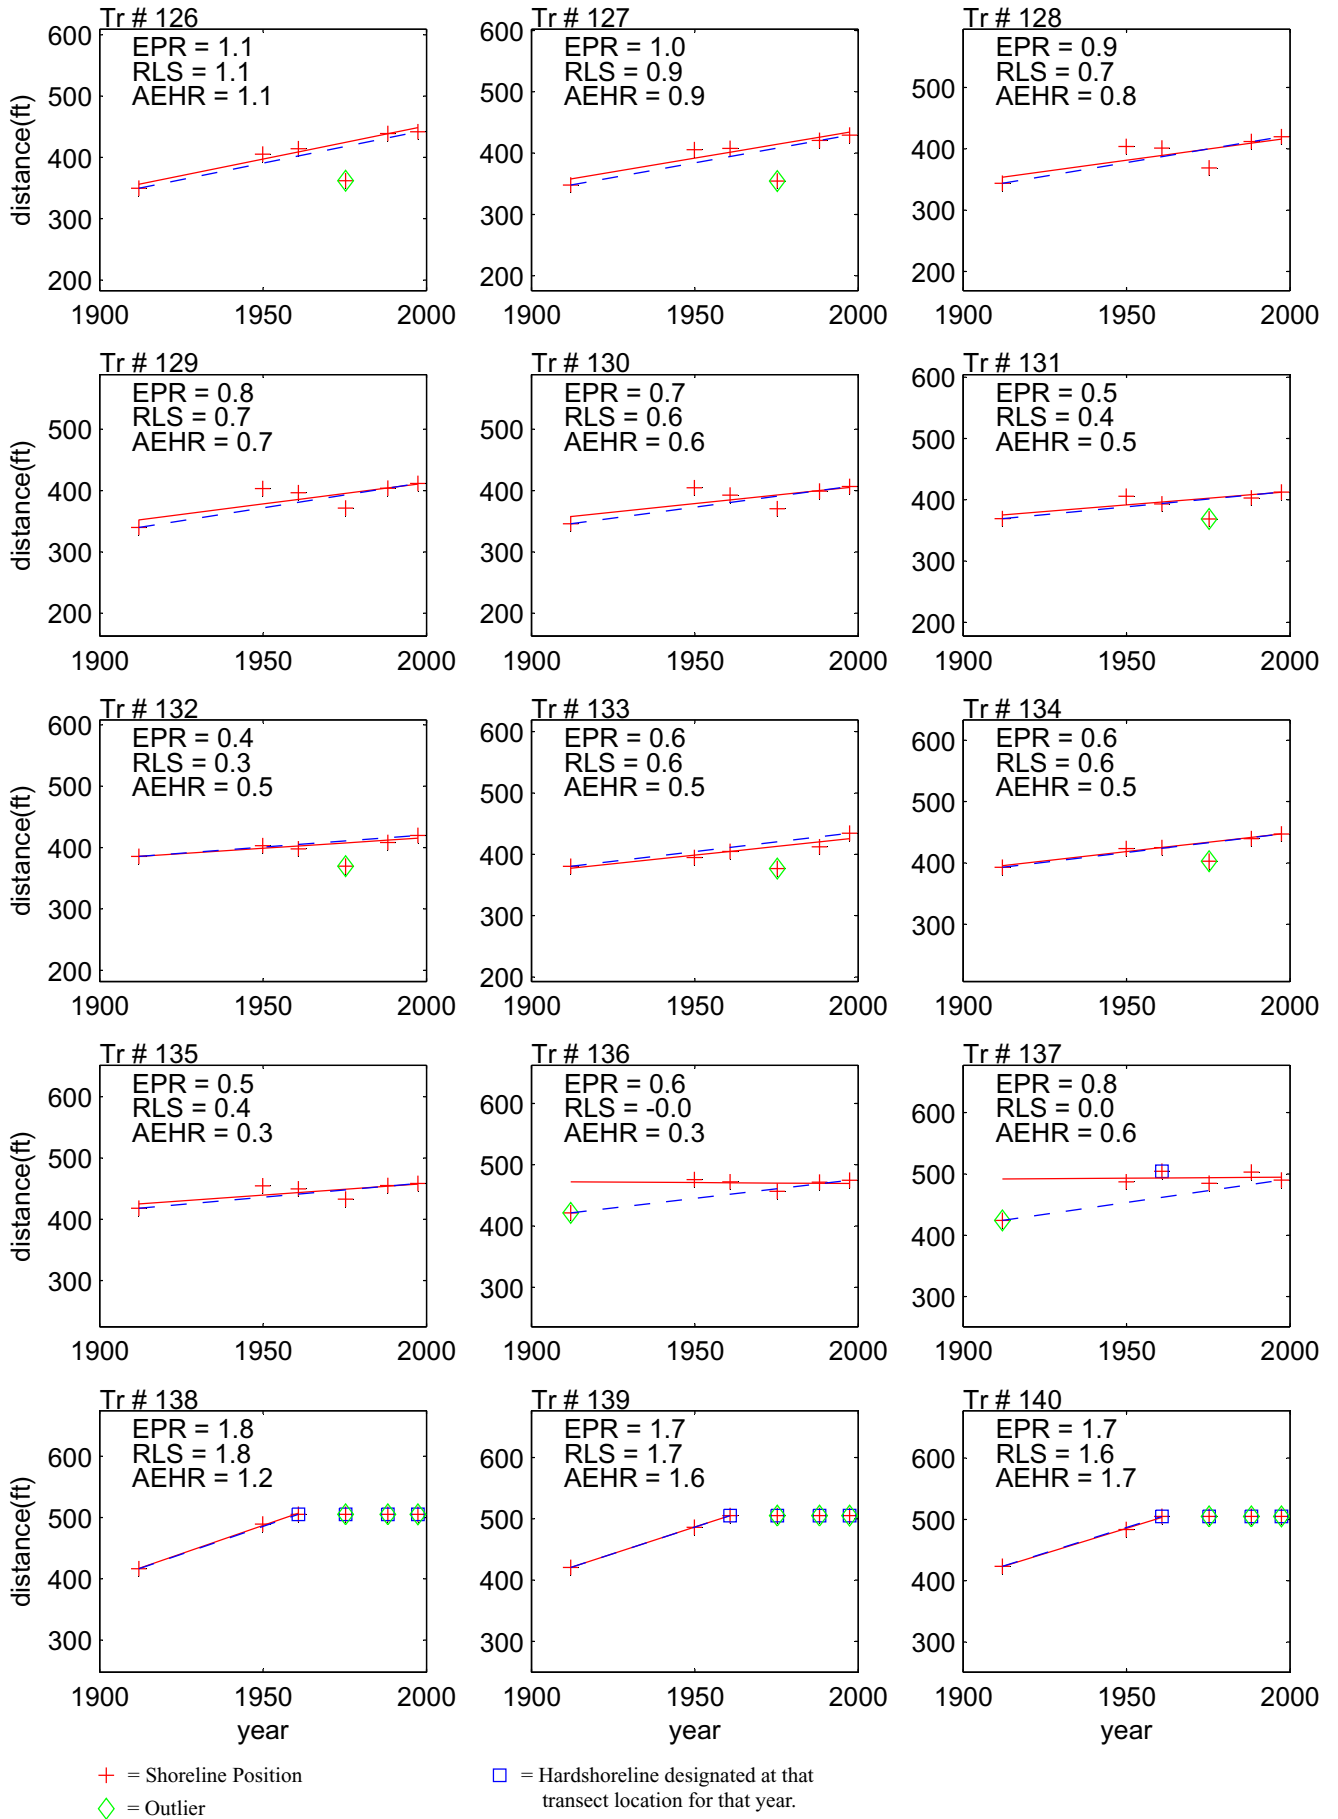 Tr # 126
EPR = 1.1
RLS = 1.1
AEHR = 1.1
600
500
400
300
200
distance(ft)
1900 1950 2000
Tr # 127
EPR = 1.0
RLS = 0.9
AEHR = 0.9
600
500
400
300
200
1900 1950 2000
Tr # 128
EPR = 0.9
RLS = 0.7
AEHR = 0.8
500
400
300
200
1900 1950 2000
Tr # 129
EPR = 0.8
RLS = 0.7
AEHR = 0.7
500
400
300
200
distance(ft)
1900 1950 2000
Tr # 130
EPR = 0.7
RLS = 0.6
AEHR = 0.6
500
400
300
200
1900 1950 2000
Tr # 131
EPR = 0.5
RLS = 0.4
AEHR = 0.5
600
500
400
300
200
1900 1950 2000
Tr # 132
EPR = 0.4
RLS = 0.3
AEHR = 0.5
600
500
400
300
200
distance(ft)
1900 1950 2000
Tr # 133
EPR = 0.6
RLS = 0.6
AEHR = 0.5
600
500
400
300
200
1900 1950 2000
Tr # 134
EPR = 0.6
RLS = 0.6
AEHR = 0.5
600
500
400
300
1900 1950 2000
Tr # 135
EPR = 0.5
RLS = 0.4
AEHR = 0.3
600
500
400
300
distance(ft)
1900 1950 2000
Tr # 136
EPR = 0.6
RLS = -0.0
AEHR = 0.3
600
500
400
300
1900 1950 2000
Tr # 137
EPR = 0.8
RLS = 0.0
AEHR = 0.6
600
500
400
300
1900 1950 2000
Tr # 138
EPR = 1.8
RLS = 1.8
AEHR = 1.2
600
500
400
300
distance(ft)
1900 1950 2000
year
Tr # 139
EPR = 1.7
RLS = 1.7
AEHR = 1.6
600
500
400
300
1900 1950 2000
year
Tr # 140
EPR = 1.7
RLS = 1.6
AEHR = 1.7
600
500
400
300
1900 1950 2000
year
= Shoreline Position
= Outlier
= Hardshoreline designated at that
transect location for that year.